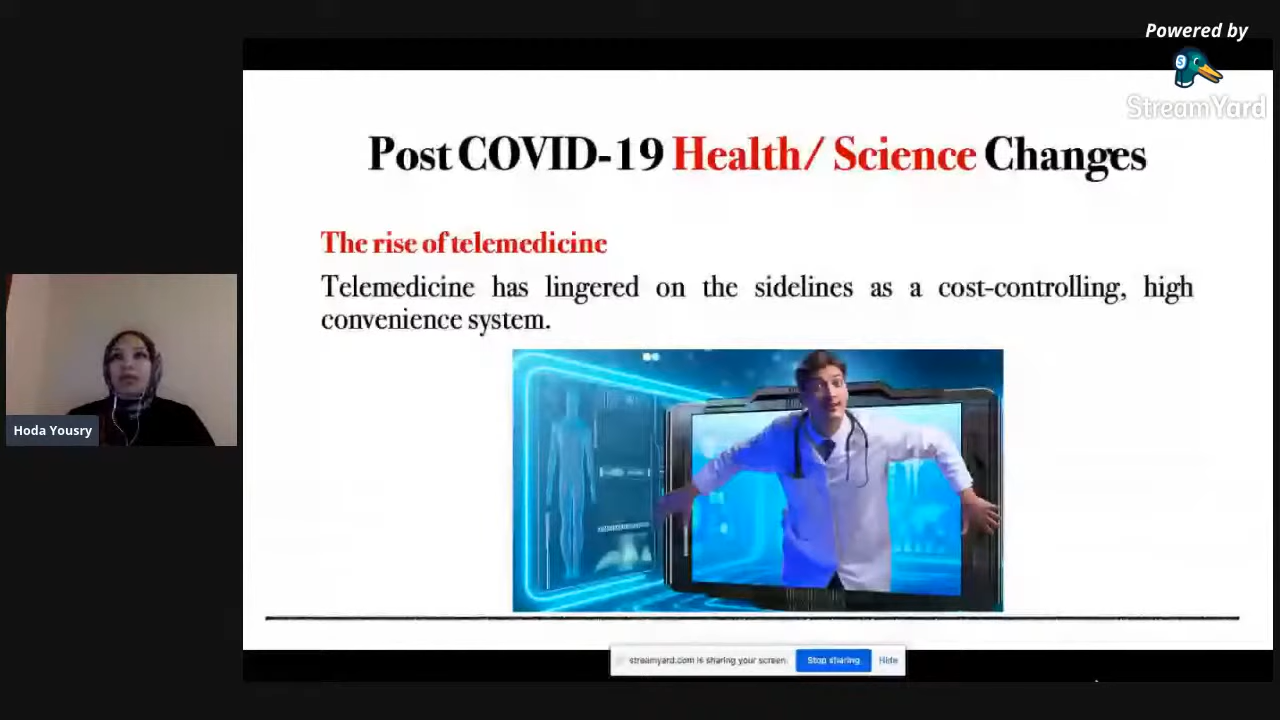 Powered by
StreamYard
Post COVID-19 Health/ Science Changes
The rise of telemedicine
Telemedicine has lingered on the sidelines as a cost-controlling, high
convenience system.
Hoda Yousry
streamyard.com is sharing your screen. Stop sharing Hide